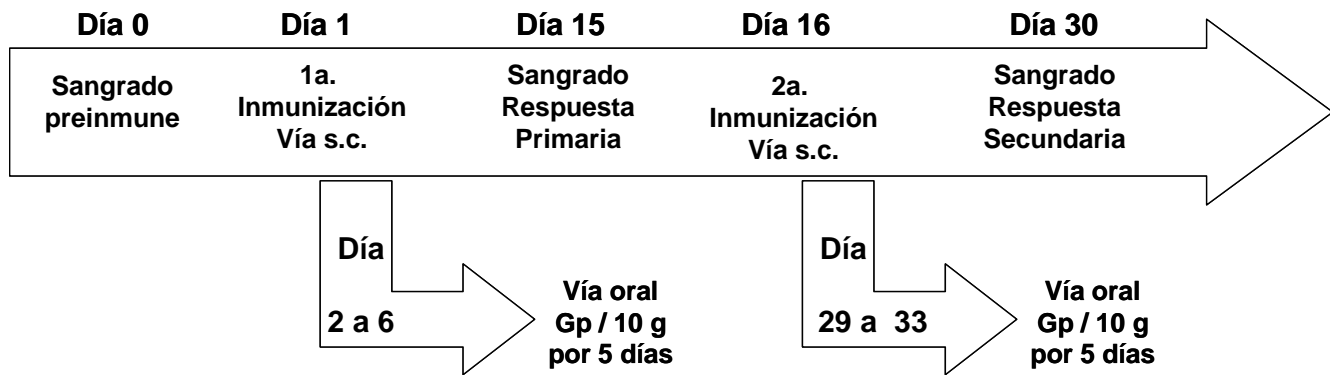 Día 0
Día 1
Día 15
Día 16
Día 30
Sangrado
preinmune
1a.
Inmunización
Vía s.c.
Sangrado
Respuesta
Primaria
2a.
Inmunización
Vía s.c.
Sangrado
Respuesta
Secundaria
Día
2 a 6
Vía oral
Gp / 10 g
por 5 días
Día
29 a 33
Vía oral
Gp / 10 g
por 5 días